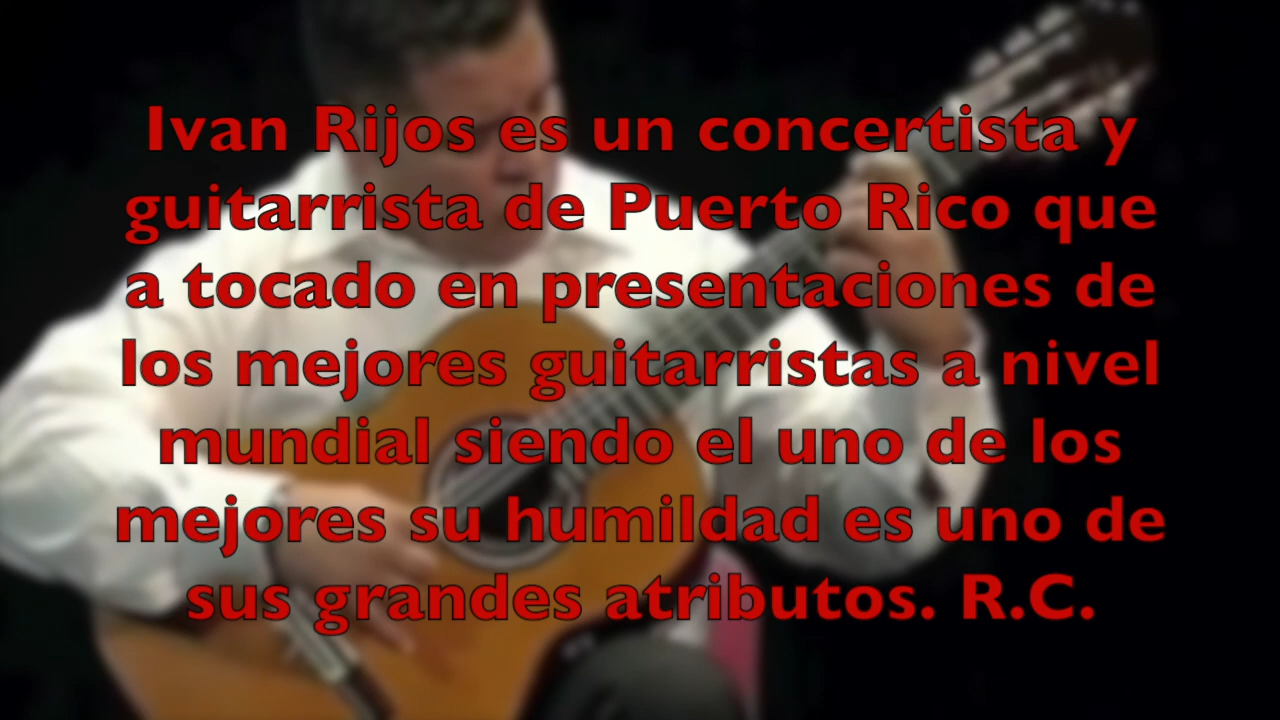 Ivan Rijos es un concertista y
guitarrista de Puerto Rico que
a tocado en presentaciones de
los mejores guitarristas a nivel
mundial siendo el uno de los
mejores su humildad es uno de
sus grandes atributos. R.C.